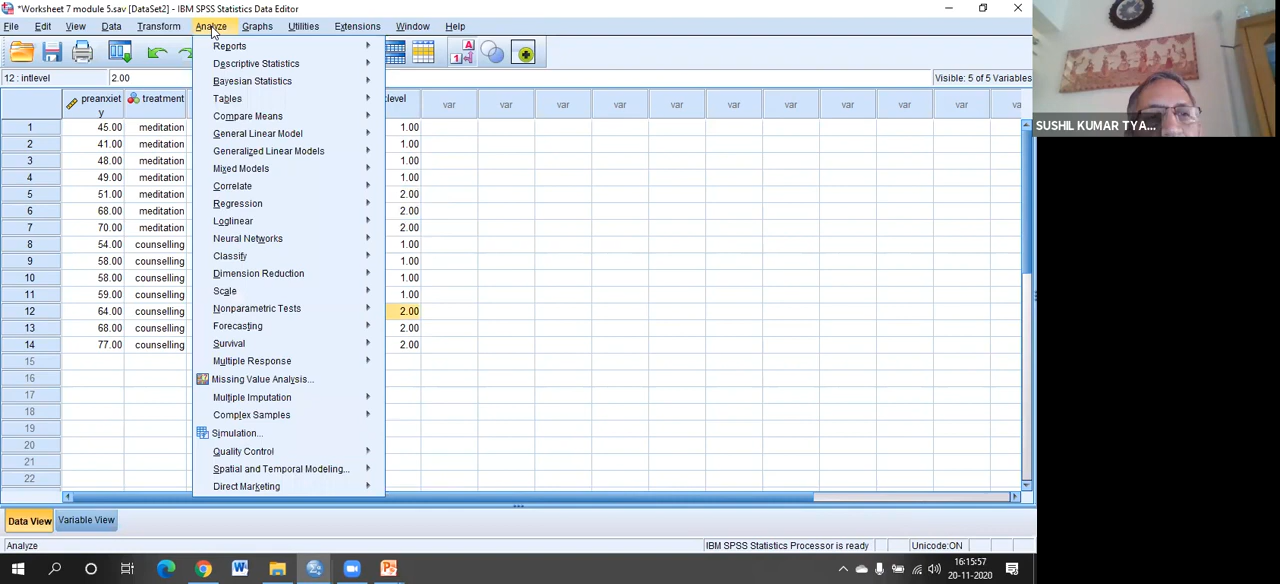 *Worksheet 7 module 5.sav [DataSet2] - IBM SPSS Statistics Data Editor
File Edit View Data Transform Analyze Graphs Utilities Extensions Window Help
12 : intlevel 2.00 Visible: 5 of 5 Variables
preanxiety treatment level var var var var var var var var var var va
1 45.00 meditation 1.00
2 41.00 meditation 1.00
3 48.00 meditation 1.00
4 49.00 meditation 1.00
5 51.00 meditation 2.00
6 68.00 meditation 2.00
7 70.00 meditation 2.00
8 54.00 counselling 1.00
9 58.00 counselling 1.00
10 58.00 counselling 1.00
11 59.00 counselling 1.00
12 64.00 counselling 2.00
13 68.00 counselling 2.00
14 77.00 counselling 2.00
15
16
17
18
19
20
21
22
Reports
Descriptive Statistics
Bayesian Statistics
Tables
Compare Means
General Linear Model
Generalized Linear Models
Mixed Models
Correlate
Regression
Loglinear
Neural Networks
Classify
Dimension Reduction
Scale
Nonparametric Tests
Forecasting
Survival
Multiple Response
Missing Value Analysis...
Multiple Imputation
Complex Samples
Simulation...
Quality Control
Spatial and Temporal Modeling...
Direct Marketing
Data View Variable View
Analyze IBM SPSS Statistics Processor is ready Unicode:ON
16:15:57
20-11-2020
SUSHIL KUMAR TYA...